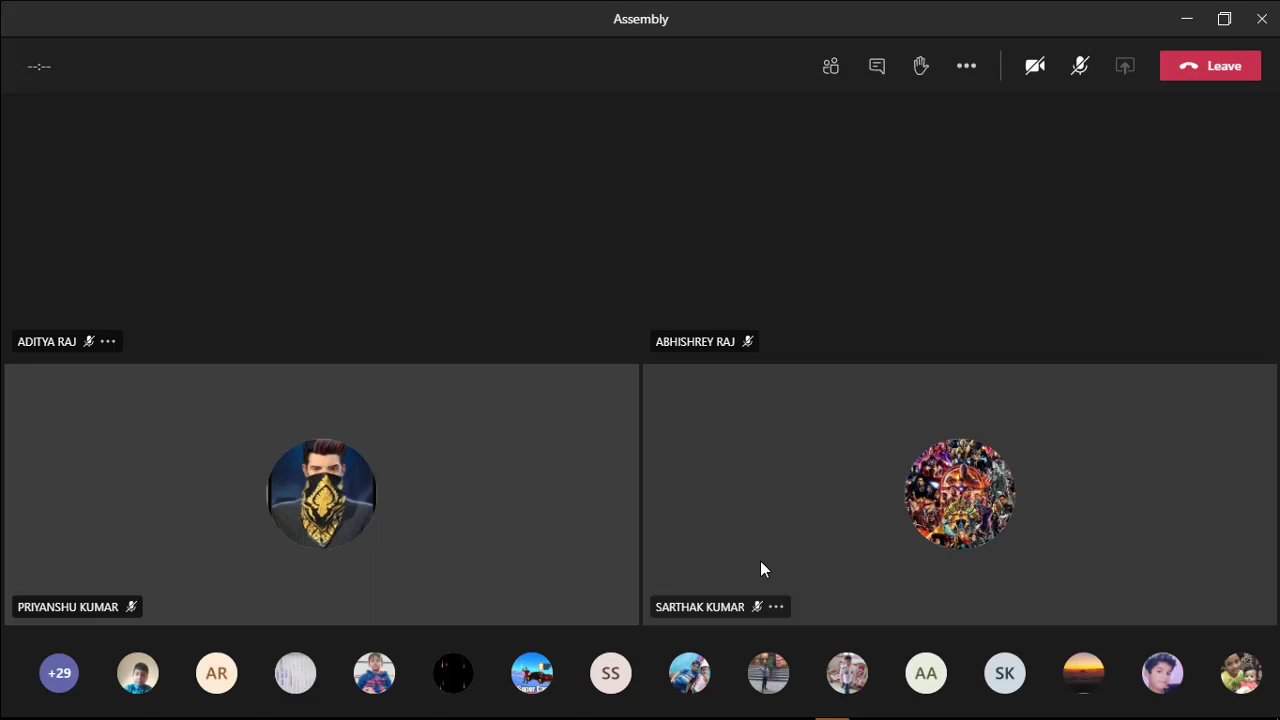 Assembly
--:--
Leave
ADITYA RAJ
ABHISHREY RAJ
PRIYANSHU KUMAR
SARTHAK KUMAR
+29
AR
SS
AA
SK